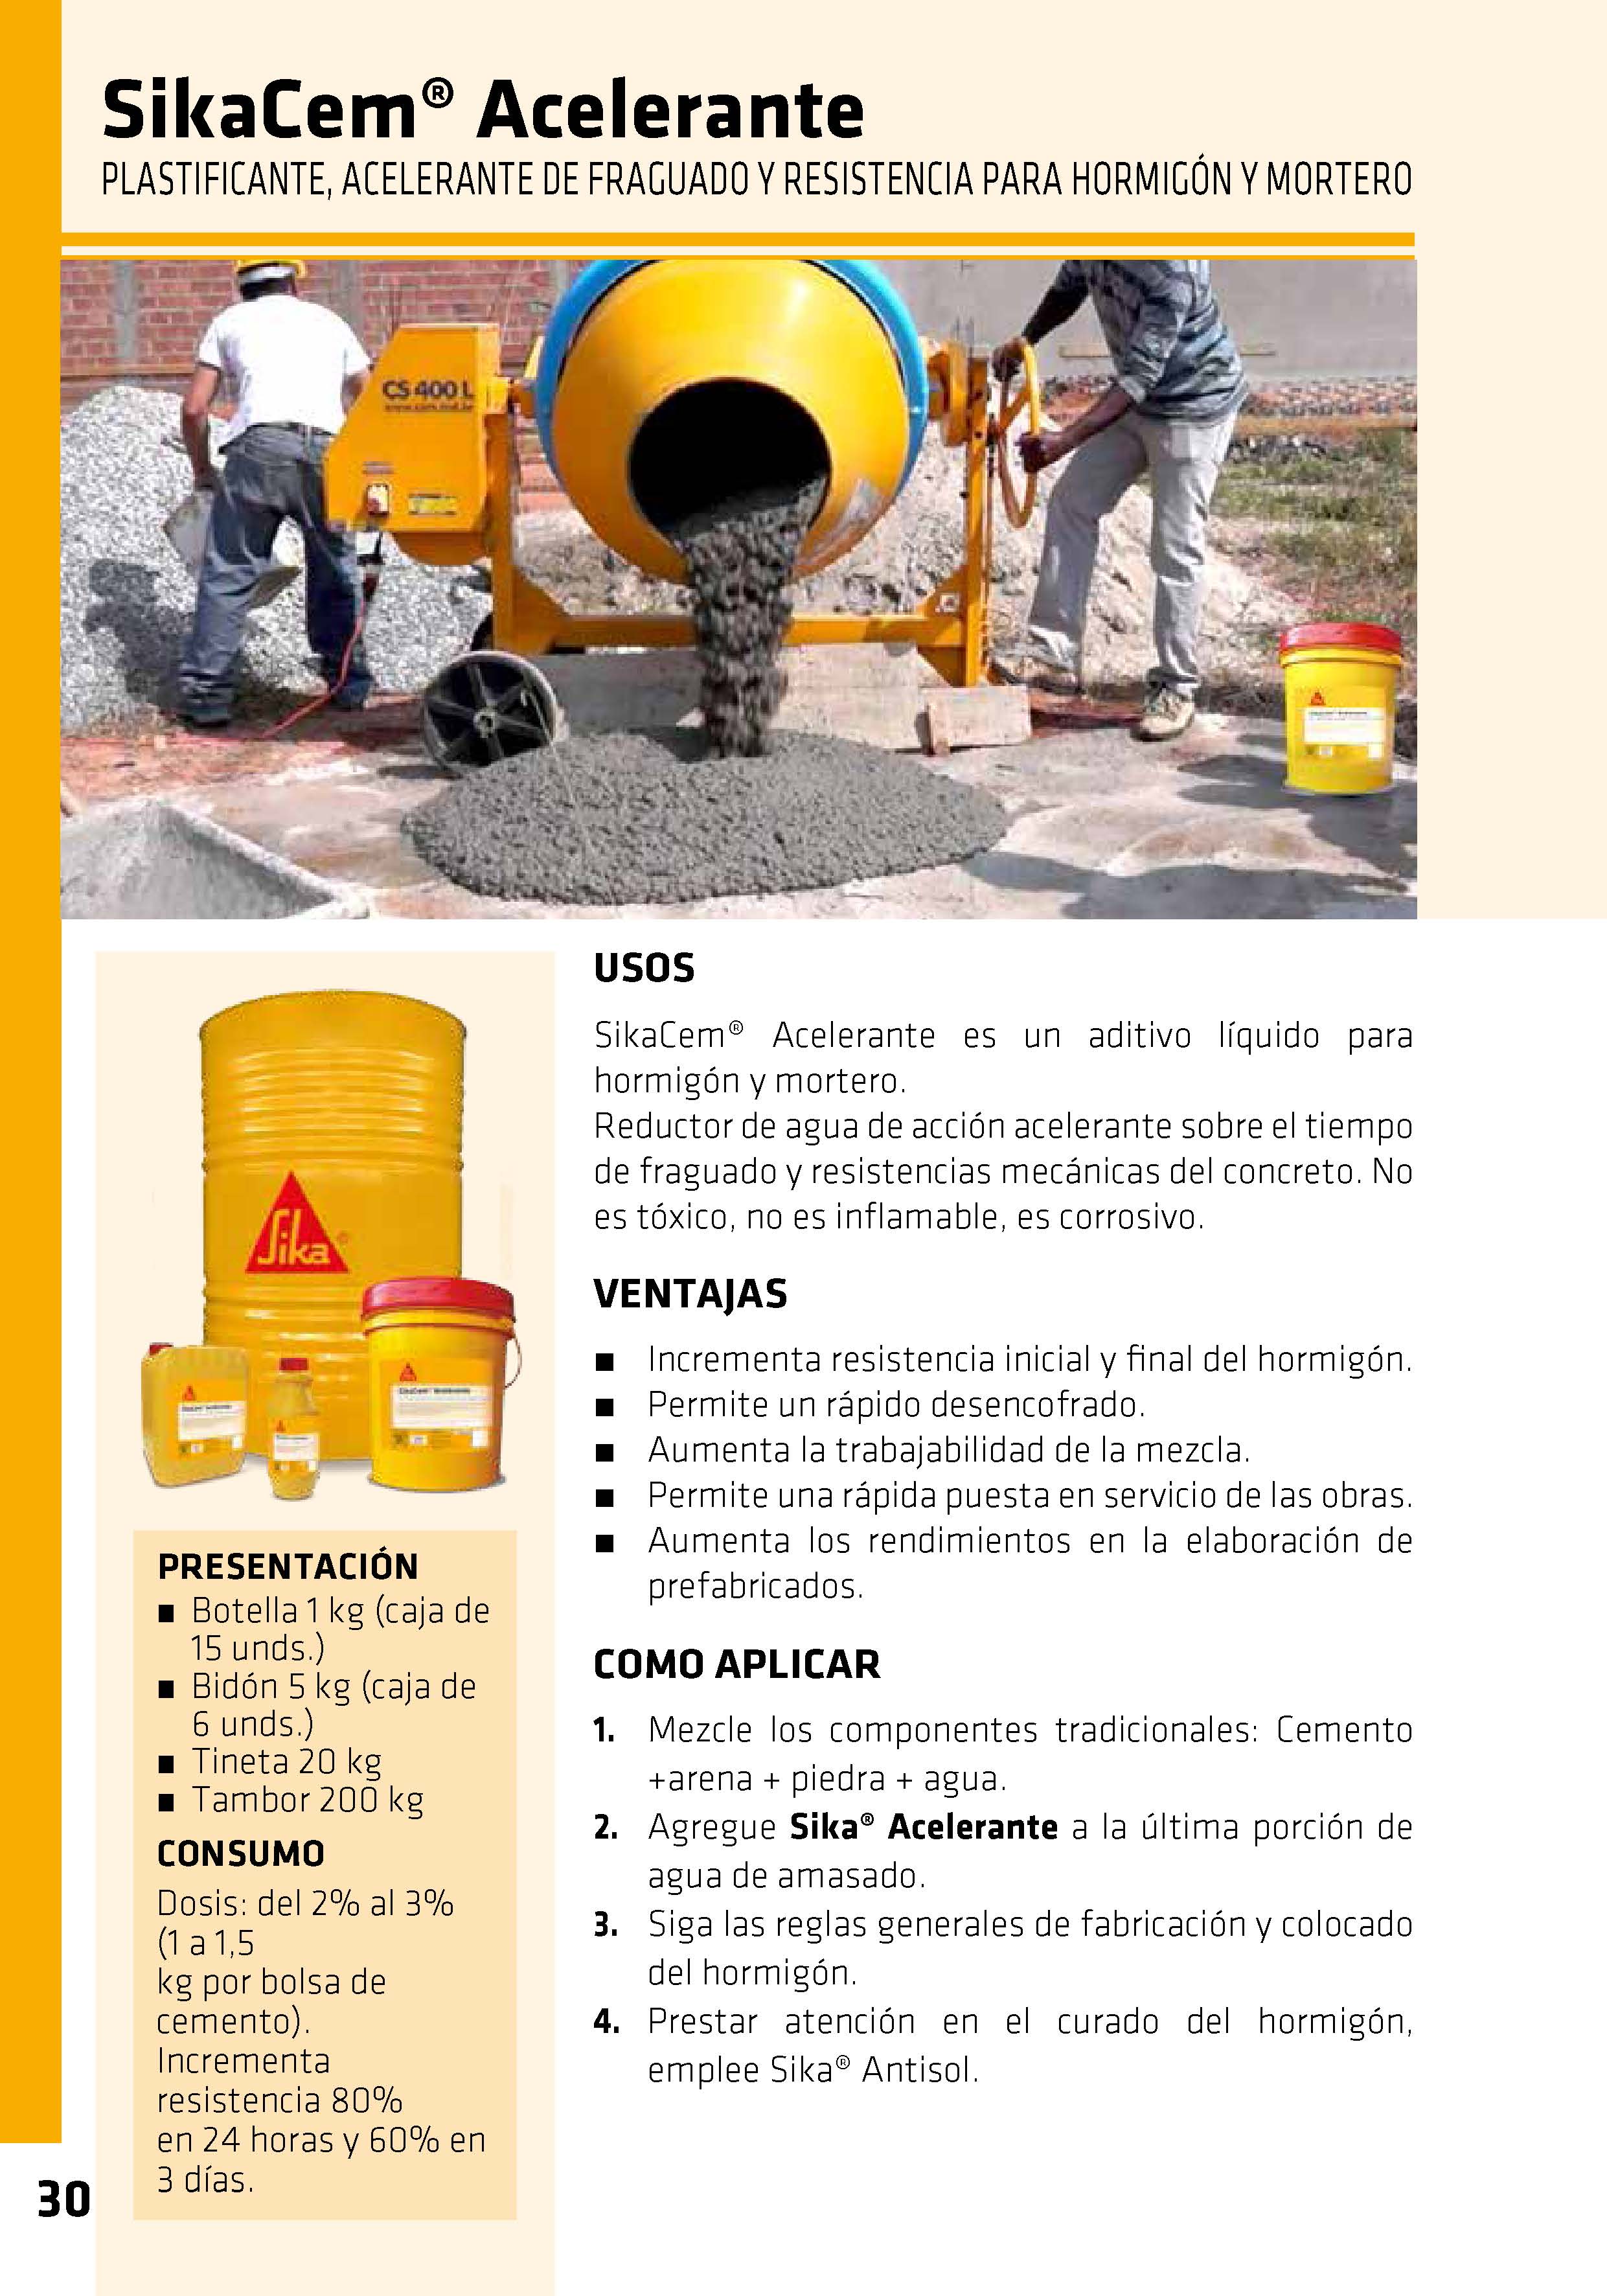 SikaCem® Acelerante
PLASTIFICANTE, ACELERANTE DE FRAGUADO Y RESISTENCIA PARA HORMIGÓN Y MORTERO
CS 400 L
Sika®
PRESENTACIÓN
■ Botella 1 kg (caja de
15 unds.)
■ Bidón 5 kg (caja de
6 unds.)
■ Tineta 20 kg
■ Tambor 200 kg
CONSUMO
Dosis: del 2% al 3%
(1 a 1,5
kg por bolsa de
cemento).
Incrementa
resistencia 80%
en 24 horas y 60% en
3 días.
USOS
SikaCem® Acelerante es un aditivo líquido para
hormigón y mortero.
Reductor de agua de acción acelerante sobre el tiempo
de fraguado y resistencias mecánicas del concreto. No
es tóxico, no es inflamable, es corrosivo.
VENTAJAS
■ Incrementa resistencia inicial y final del hormigón.
■ Permite un rápido desencofrado.
■ Aumenta la trabajabilidad de la mezcla.
■ Permite una rápida puesta en servicio de las obras.
■ Aumenta los rendimientos en la elaboración de
prefabricados.
COMO APLICAR
1. Mezcle los componentes tradicionales: Cemento
+arena + piedra + agua.
2. Agregue Sika® Acelerante a la última porción de
agua de amasado.
3. Siga las reglas generales de fabricación y colocado
del hormigón.
4. Prestar atención en el curado del hormigón,
emplee Sika® Antisol.
30